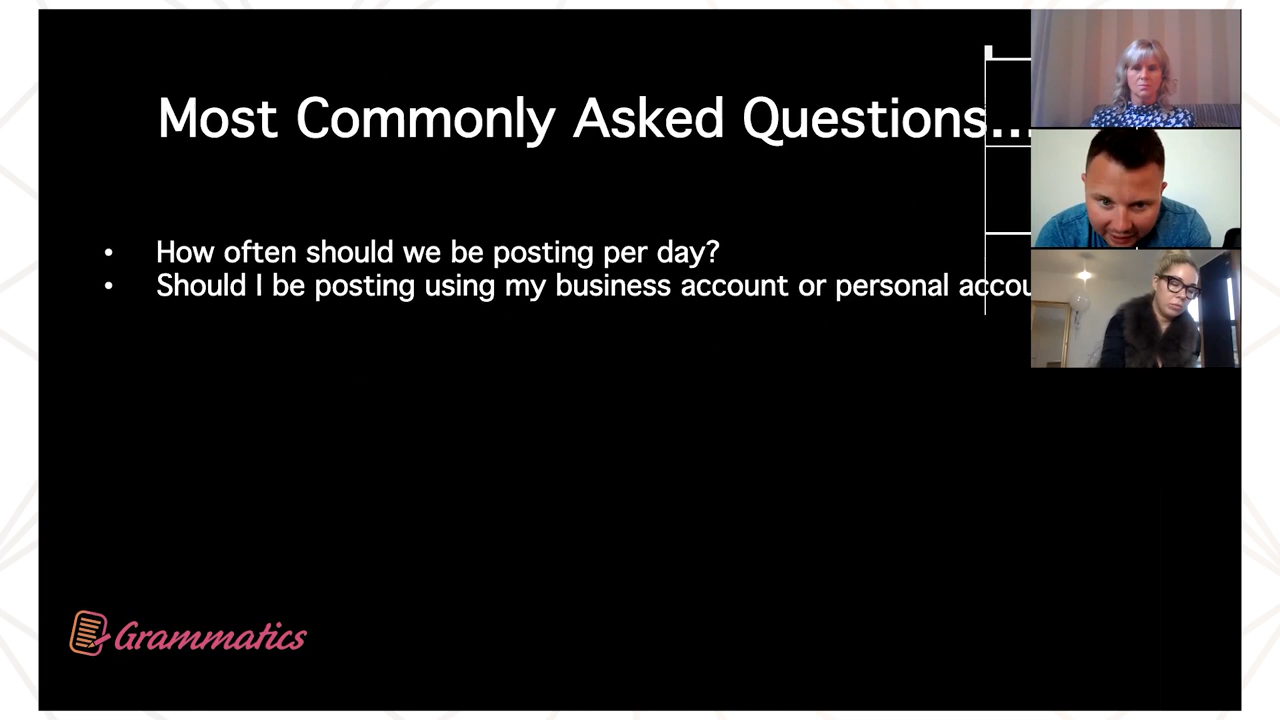 Most Commonly Asked Questions...
• How often should we be posting per day?
• Should I be posting using my business account or personal accou
Grammatics